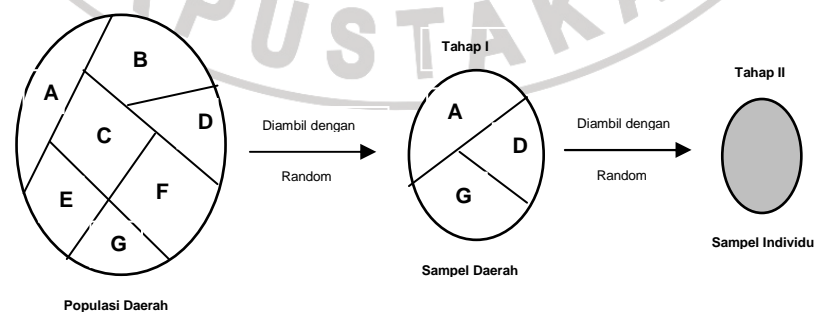 PUSTAKA
Tahap I
Tahap II
A
B
C
D
E
F
G
Diambil dengan
Random
A
D
G
Diambil dengan
Random
Sampel Individu
Sampel Daerah
Populasi Daerah